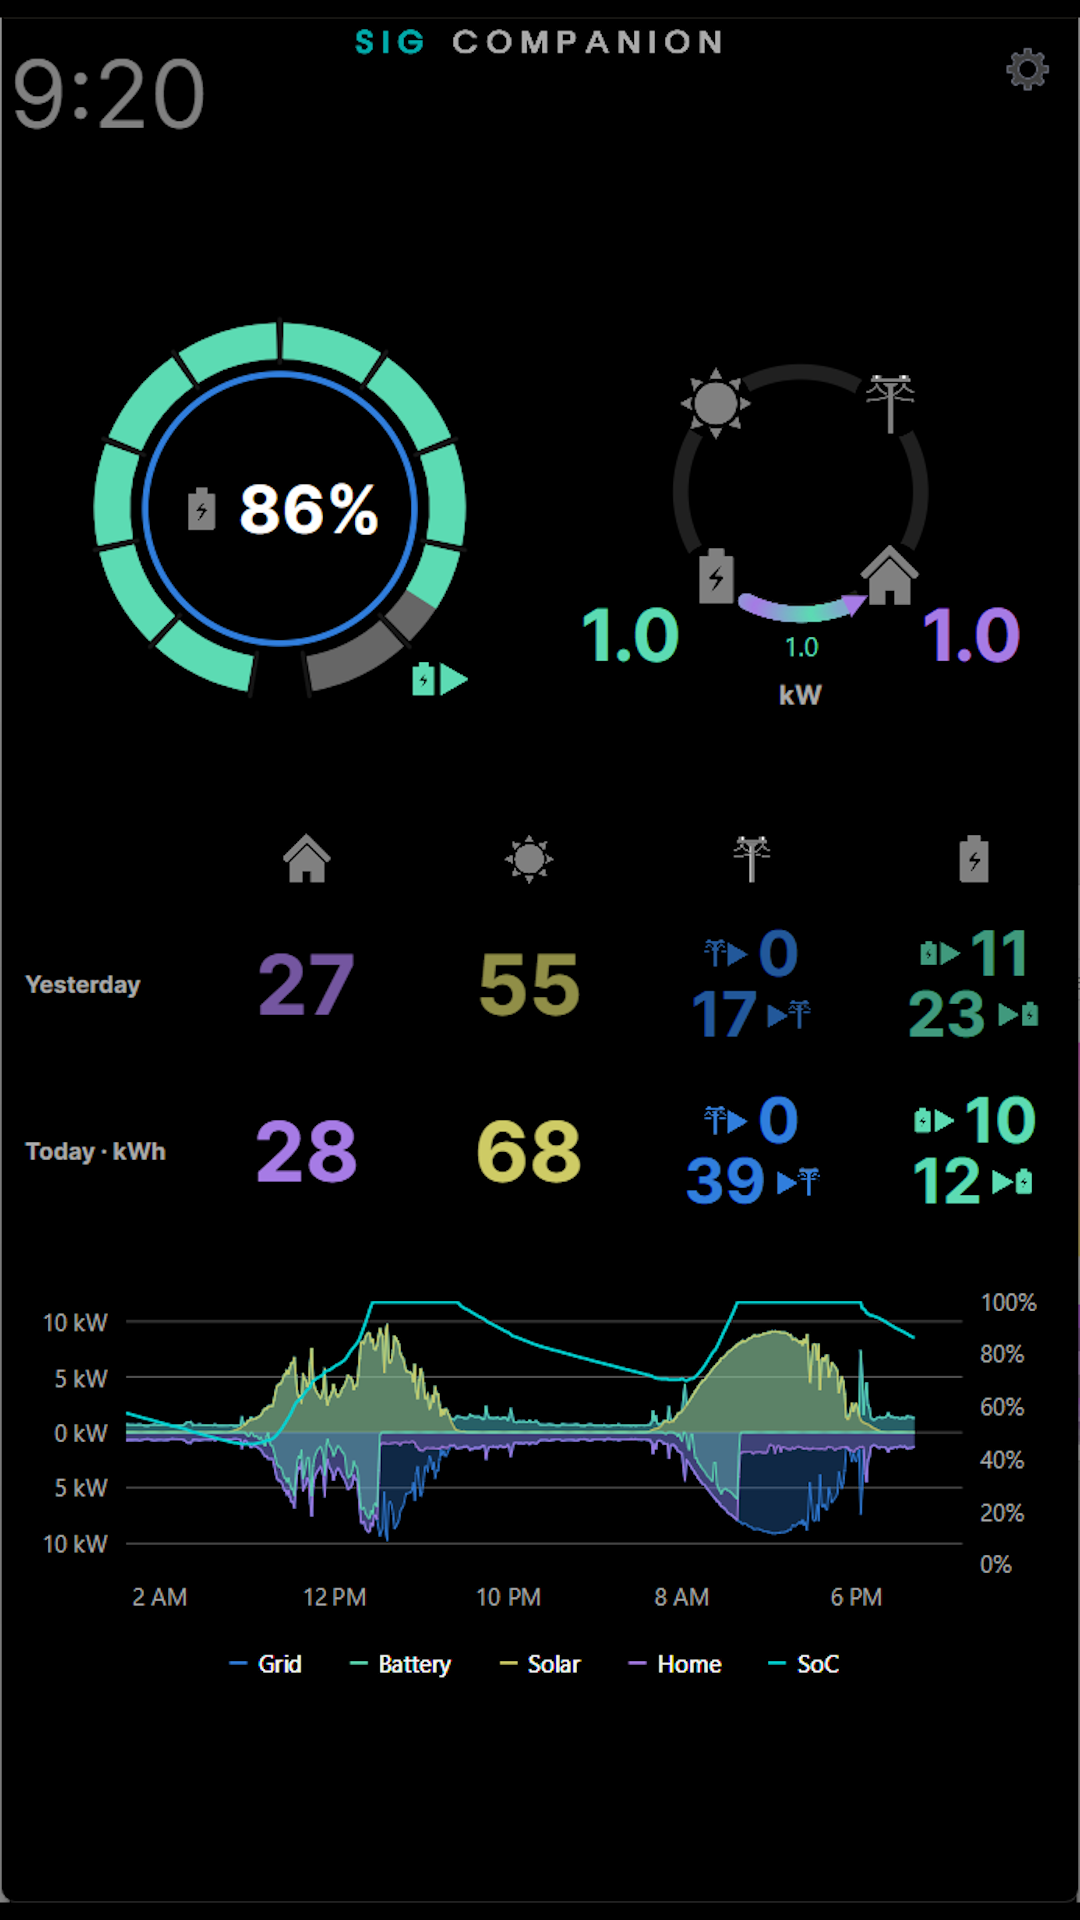 SIG COMPANION
9:20
86%
1.0
1.0
1.0
kW
Yesterday
27
55
0
17
11
23
Today · kWh
28
68
0
39
10
12
10 kW
5 kW
0 kW
5 kW
10 kW
100%
80%
60%
40%
20%
0%
2 AM 12 PM 10 PM 8 AM 6 PM
Grid Battery Solar Home SoC